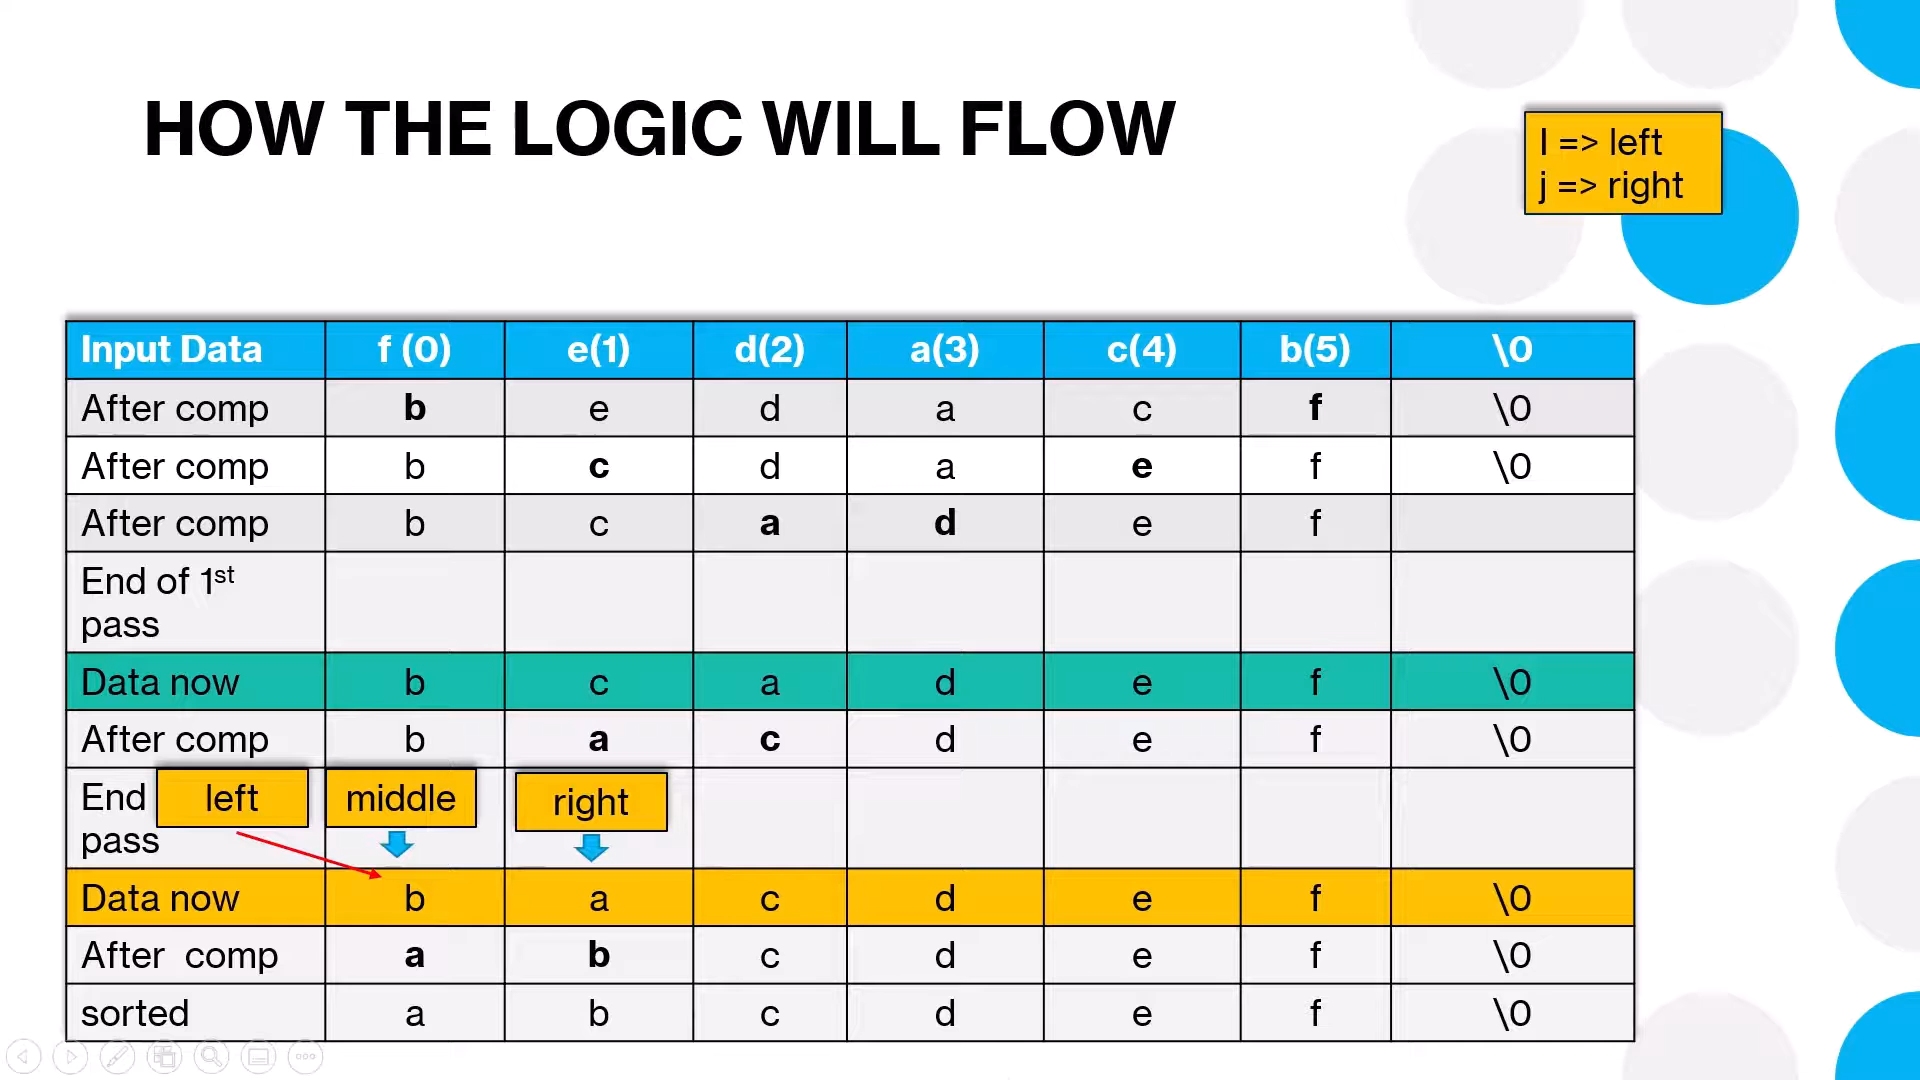 HOW THE LOGIC WILL FLOW
I => left
j => right
Input Data f (0) e(1) d(2) a(3) c(4) b(5) \0
After comp b e d a c f \0
After comp b c d a e f \0
After comp b c a d e f
End of 1st
pass
Data now b c a d e f \0
After comp b a c d e f \0
End left middle right
pass
Data now b a c d e f \0
After comp a b c d e f \0
sorted a b c d e f \0